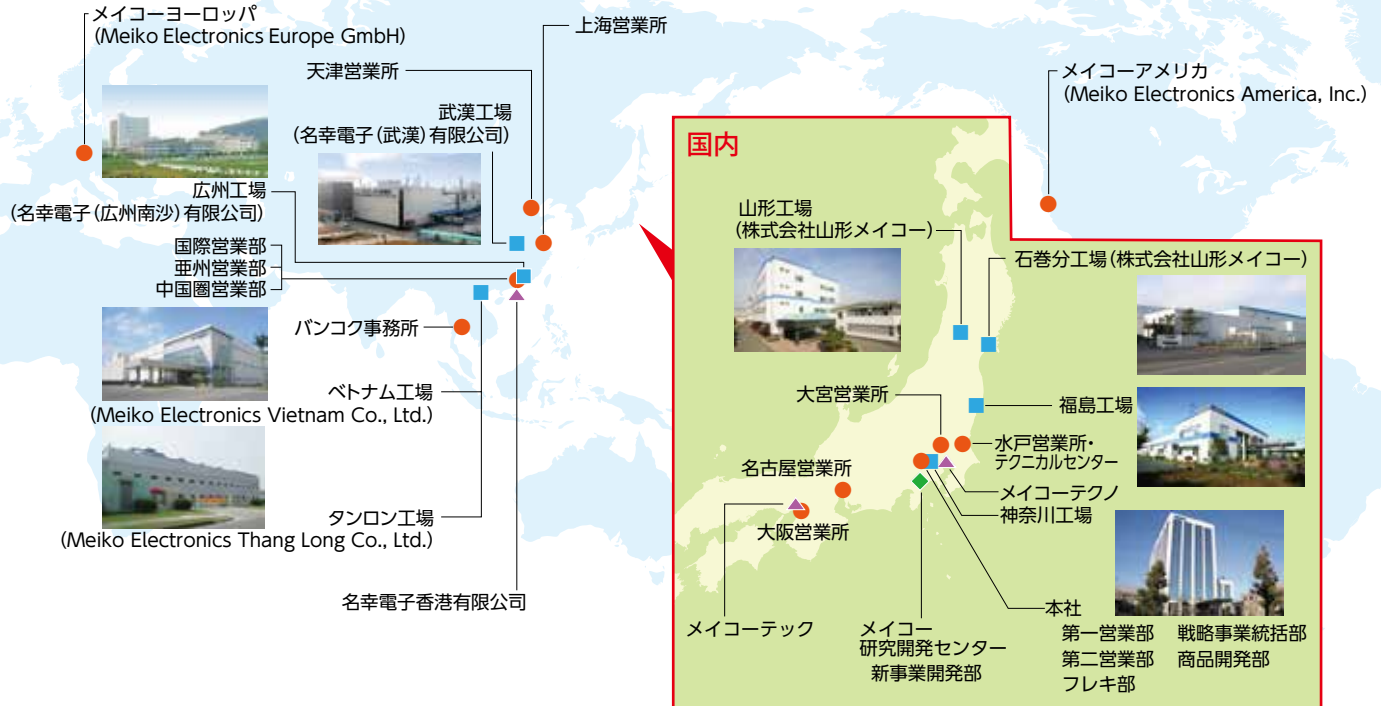 メイコーヨーロッパ
(Meiko Electronics Europe GmbH)
上海営業所
天津営業所
武漢工場
(名幸電子(武漢)有限公司)
広州工場
(名幸電子(広州南沙)有限公司)
国際営業部
亜州営業部
中国圏営業部
バンコク事務所
ベトナム工場
(Meiko Electronics Vietnam Co., Ltd.)
タンロン工場
(Meiko Electronics Thang Long Co., Ltd.)
名幸電子香港有限公司
メイコーアメリカ
(Meiko Electronics America, Inc.)
国内
山形工場
(株式会社山形メイコー)
石巻分工場(株式会社山形メイコー)
大宮営業所
福島工場
水戸営業所・
テクニカルセンター
名古屋営業所
メイコーテクノ
神奈川工場
大阪営業所
メイコーテック
メイコー
研究開発センター
新事業開発部
本社
第一営業部 戦略事業統括部
第二営業部 商品開発部
フレキ部